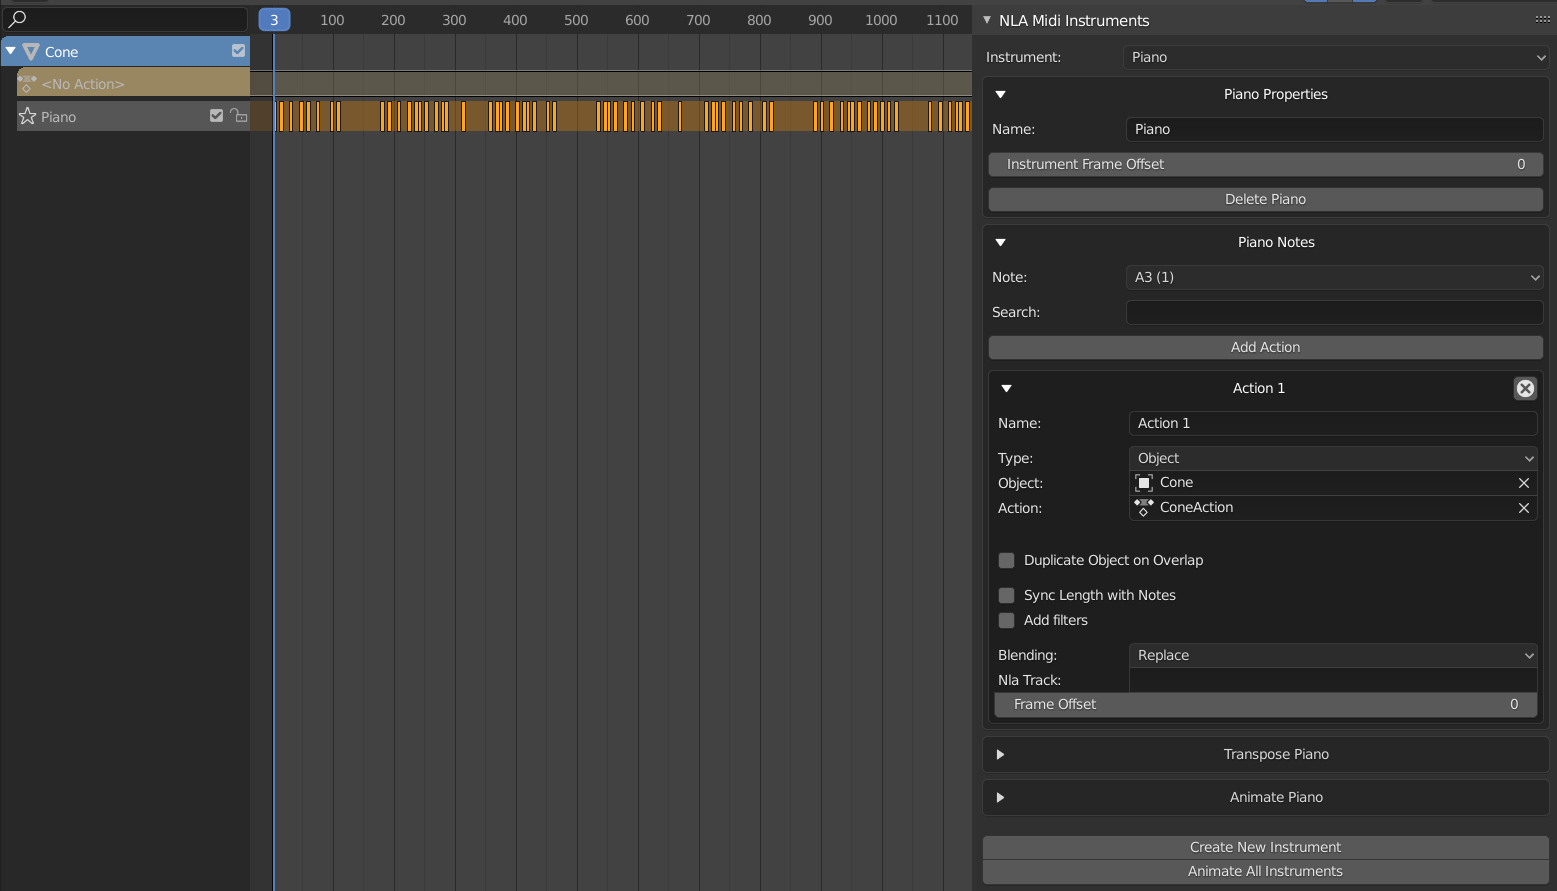 3 100 200 300 400 500 600 700 800 900 1000 1100
Cone
<No Action>
Piano
NLA Midi Instruments
Instrument: Piano
Piano Properties
Name: Piano
Instrument Frame Offset 0
Delete Piano
Piano Notes
Note: A3 (1)
Search:
Add Action
Action 1
Name: Action 1
Type: Object
Object: Cone
Action: ConeAction
Duplicate Object on Overlap
Sync Length with Notes
Add filters
Blending: Replace
Nla Track:
Frame Offset 0
Transpose Piano
Animate Piano
Create New Instrument
Animate All Instruments